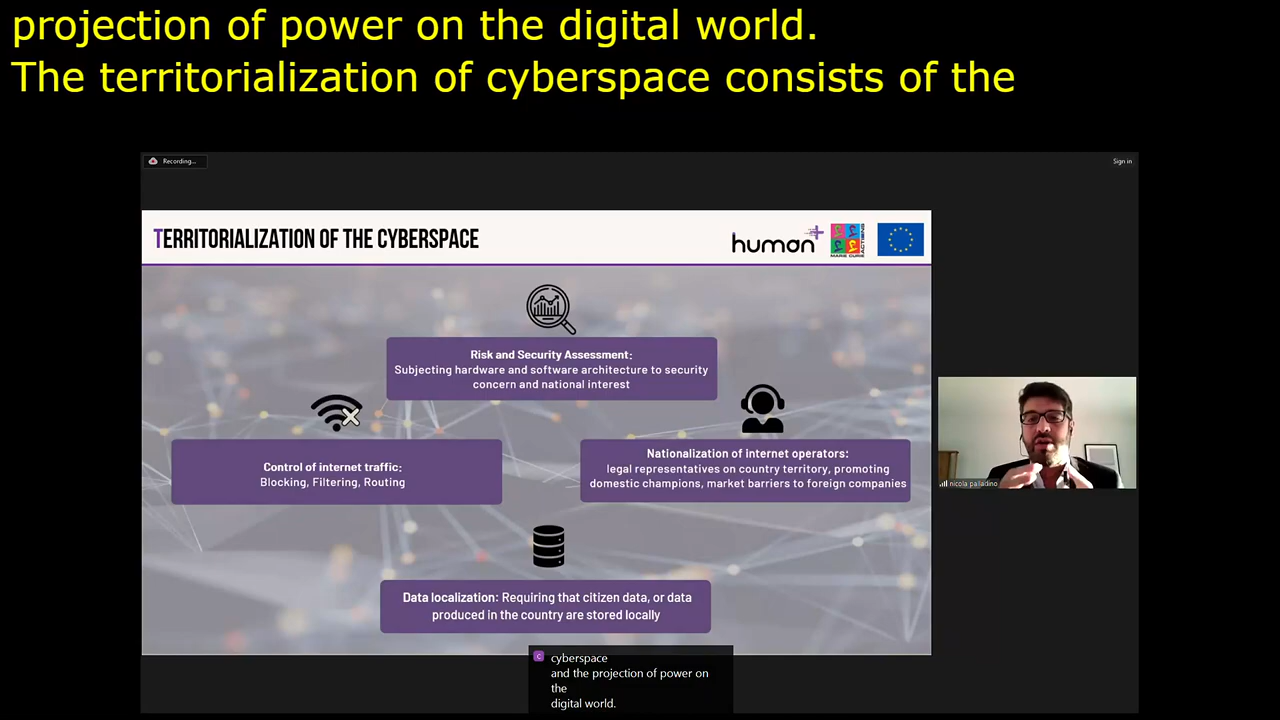 projection of power on the digital world.
The territorialization of cyberspace consists of the
Recording...
Sign in
TERRITORIALIZATION OF THE CYBERSPACE
human+
MARIE CURIE
ACTIONS
Risk and Security Assessment:
Subjecting hardware and software architecture to security
concern and national interest
Control of internet traffic:
Blocking, Filtering, Routing
Nationalization of internet operators:
legal representatives on country territory, promoting
domestic champions, market barriers to foreign companies
Data localization: Requiring that citizen data, or data
produced in the country are stored locally
nicola palladino
C
cyberspace
and the projection of power on
the
digital world.